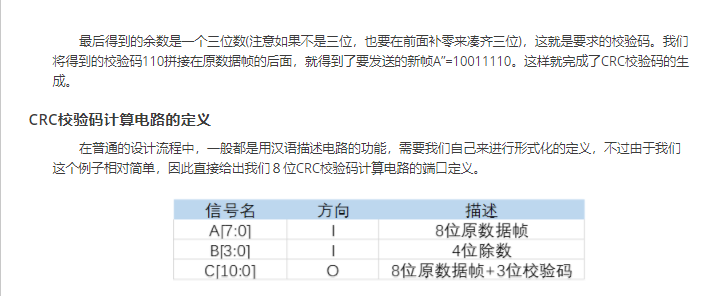 最后得到的余数是一个三位数(注意如果不是三位，也要在前面补零来凑齐三位)，这就是要求的校验码。我们
将得到的校验码110拼接在原数据帧的后面，就得到了要发送的新帧A”=10011110。这样就完成了CRC校验码的生
成。
CRC校验码计算电路的定义
在普通的设计流程中，一般都是用汉语描述电路的功能，需要我们自己来进行形式化的定义，不过由于我们
这个例子相对简单，因此直接给出我们 8 位CRC校验码计算电路的端口定义。
信号名 方向 描述
A[7:0] I 8位原数据帧
B[3:0] I 4位除数
C[10:0] O 8位原数据帧+3位校验码